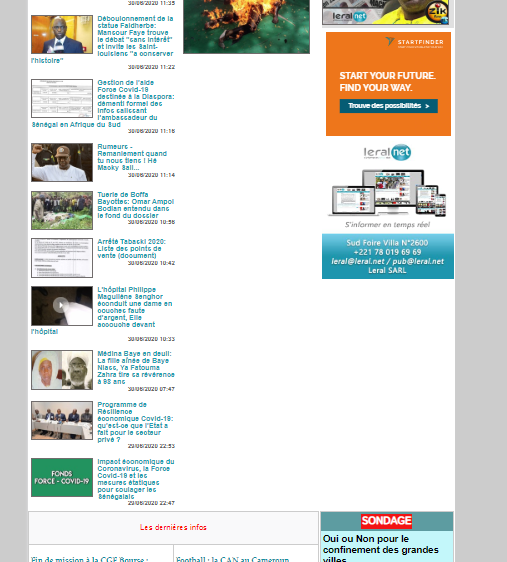 30/06/2020 11:35
Déboulonnement de la
statue Faidherbe:
Mansour Faye trouve
le débat "sans intérêt"
et invite les Saint-
louisiens "a conserver
l'histoire"
30/06/2020 11:22
Gestion de l'aide
Force Covid-19
destinée à la Diaspora:
démenti formel des
infos salissant
l'ambassadeur du
Sénégal en Afrique du Sud
30/06/2020 11:16
Rumeurs -
Remaniement quand
tu nous tiens ! Hé
Macky Sall...
30/06/2020 11:14
Tuerie de Boffa
Bayottes: Omar Ampoi
Bodian entendu dans
le fond du dossier
30/06/2020 10:56
Arrêté Tabaski 2020:
Liste des points de
vente (document)
30/06/2020 10:42
L'hôpital Philippe
Maguilène Senghor
éconduit une dame en
couches faute
d'argent, Elle
accouche devant
l'hôpital
30/06/2020 10:33
Médina Baye en deuil:
La fille aînée de Baye
Niass, Ya Fatouma
Zahra tire sa révérence
à 98 ans
30/06/2020 07:47
Programme de
Résilience
économique Covid-19:
qu'est-ce que l'Etat a
fait pour le secteur
privé ?
29/06/2020 22:53
FONDS
FORCE - COVID-19
Impact économique du
Coronavirus, la Force
Covid-19 et les
mesures étatiques
pour soulager les
Sénégalais
29/06/2020 22:47
leralnet
ZIK
STARTFINDER
START YOUR FUTURE.
FIND YOUR WAY.
Trouve des possibilités >
leralnet
S'informer en temps réel
Sud Foire Villa N°2600
+221 78 019 69 69
leral@leral.net / pub@leral.net
Leral SARL
Les dernières infos
SONDAGE
Oui ou Non pour le
confinement des grandes
villes
Fin de mission à la CGF Bourse :
Football : la CAN au Cameroun